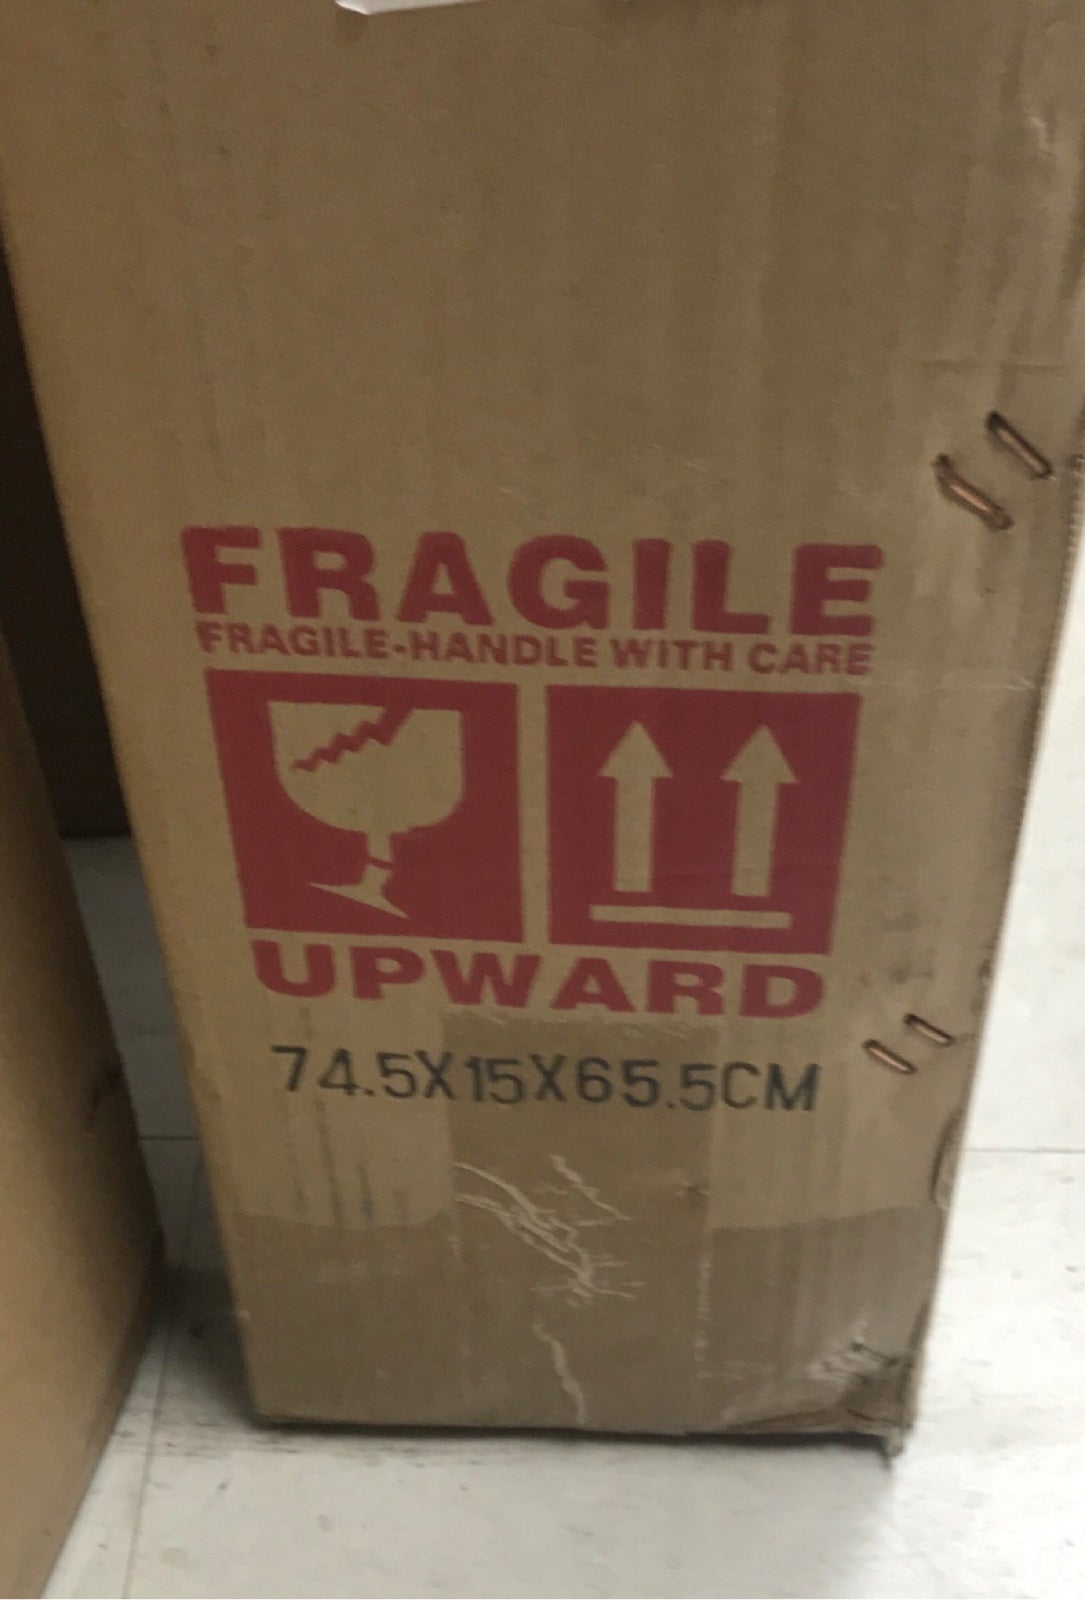 FRAGILE
FRAGILE-HANDLE WITH CARE
UPWARD
74.5X15X65.5CM